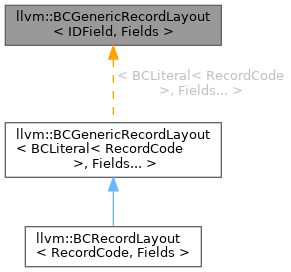 llvm::BCGenericRecordLayout
< IDField, Fields >
< BCLiteral< RecordCode
>, Fields... >
llvm::BCGenericRecordLayout
< BCLiteral< RecordCode
>, Fields... >
llvm::BCRecordLayout
< RecordCode, Fields >